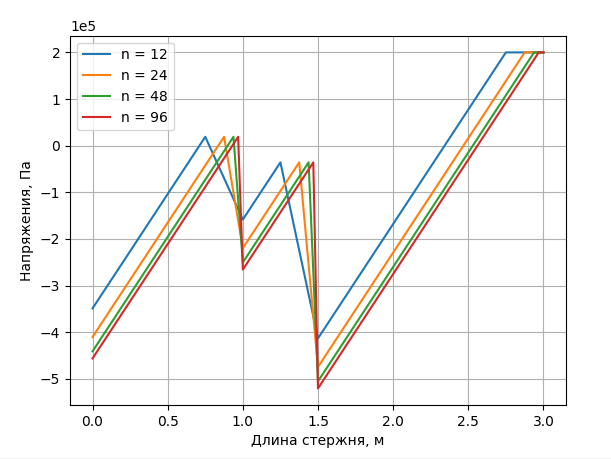 1e5
n = 12
n = 24
n = 48
n = 96
2
1
0
−1
−2
−3
−4
−5
Напряжения, Па
0.0 0.5 1.0 1.5 2.0 2.5 3.0
Длина стержня, м